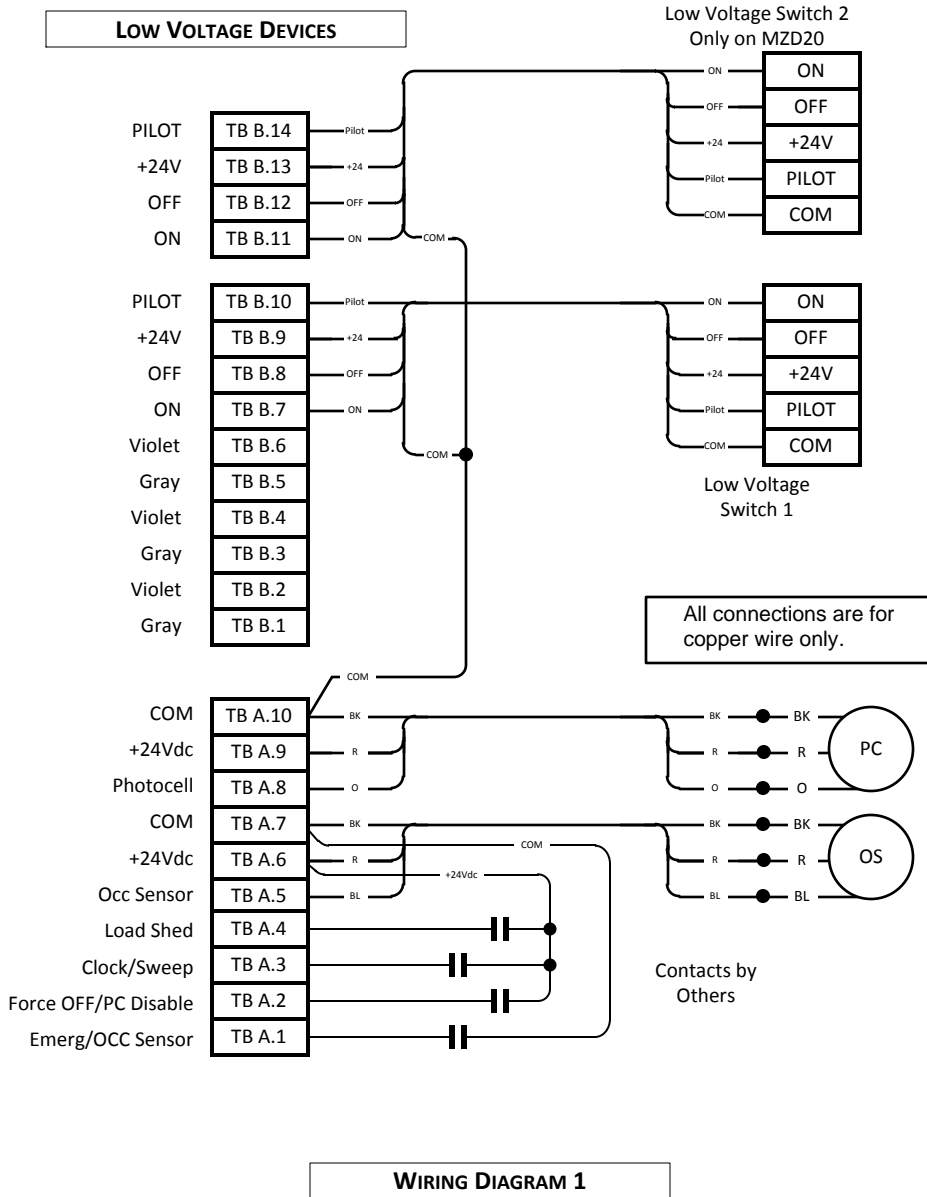 LOW VOLTAGE DEVICES
Low Voltage Switch 2
Only on MZD20
ON ON
OFF OFF
PILOT TB B.14 Pilot +24 +24V
+24V TB B.13 +24 Pilot PILOT
OFF TB B.12 OFF COM COM
ON TB B.11 ON COM
PILOT TB B.10 Pilot ON ON
+24V TB B.9 +24 OFF OFF
OFF TB B.8 OFF +24 +24V
ON TB B.7 ON Pilot PILOT
Violet TB B.6 COM COM COM
Gray TB B.5
Low Voltage
Switch 1
Violet TB B.4
Gray TB B.3
Violet TB B.2
Gray TB B.1
All connections are for
copper wire only.
COM
COM TB A.10 BK BK BK
+24Vdc TB A.9 R R R PC
Photocell TB A.8 O O O
COM TB A.7 BK BK BK
COM
+24Vdc TB A.6 R R R OS
+24Vdc
Occ Sensor TB A.5 BL BL BL
Load Shed TB A.4
Clock/Sweep TB A.3
Contacts by
Others
Force OFF/PC Disable TB A.2
Emerg/OCC Sensor TB A.1
WIRING DIAGRAM 1